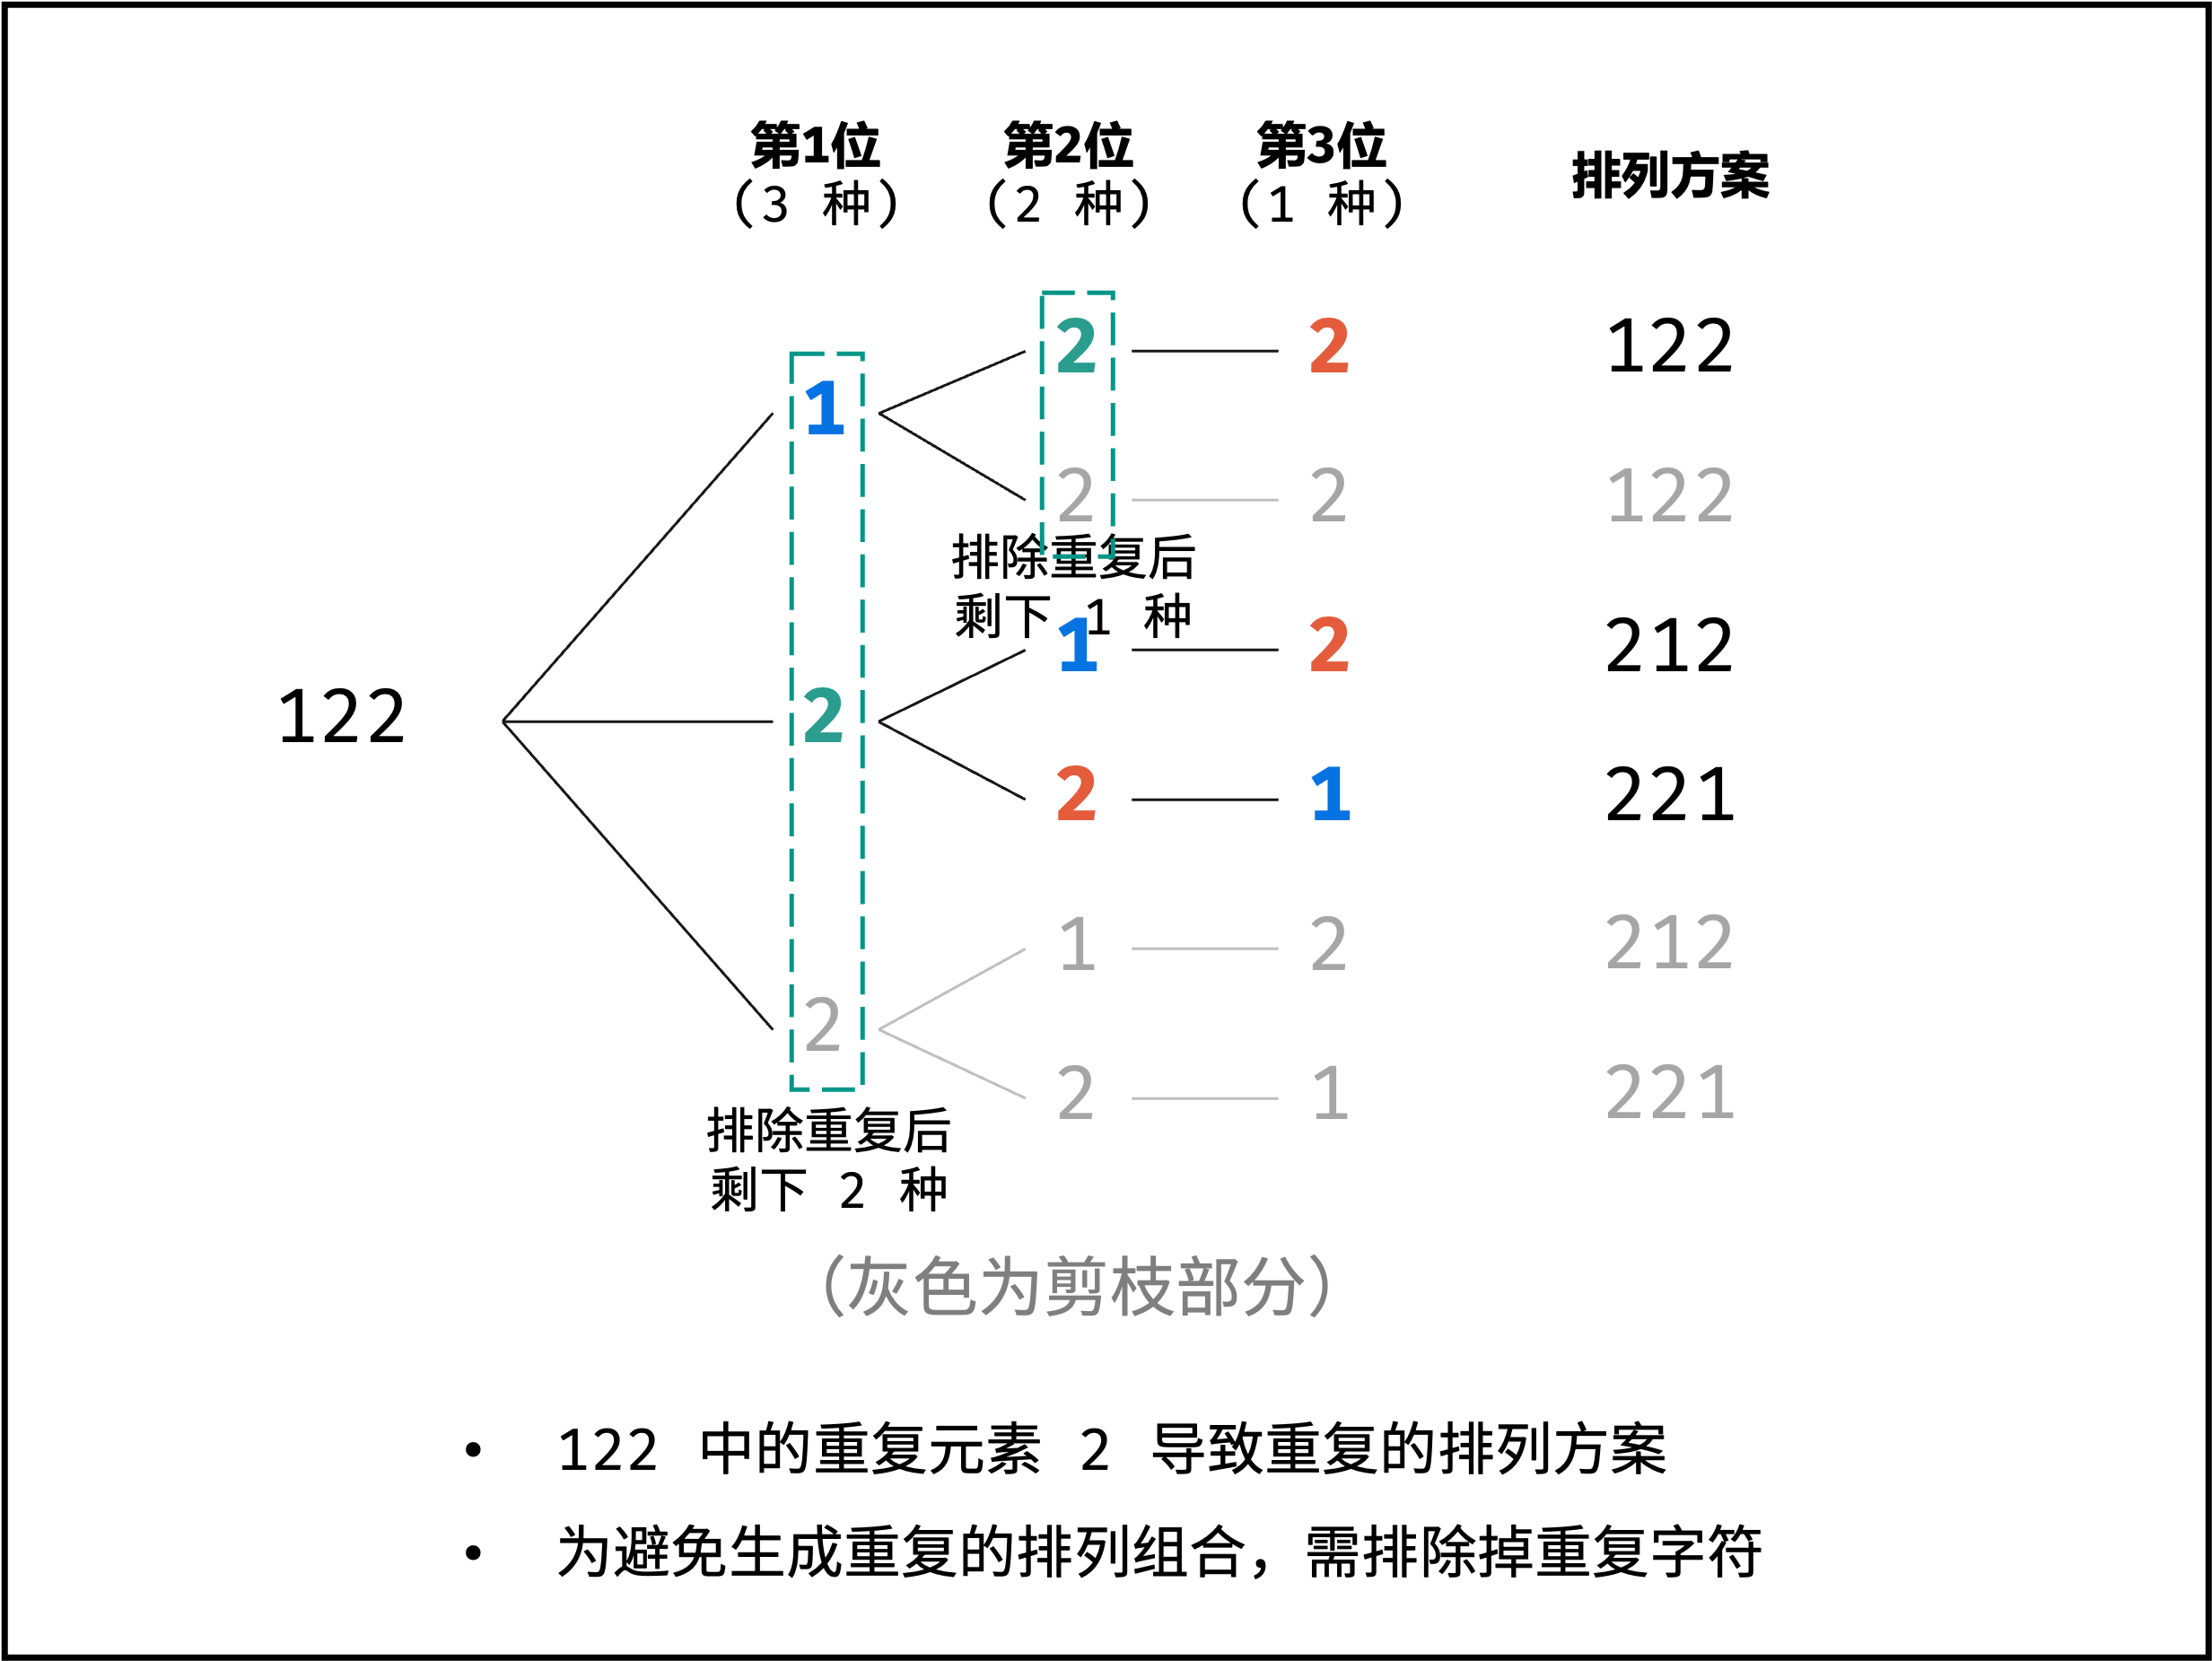 第1位 第2位 第3位 排列方案
（3 种） （2 种） （1 种）
2 2 122
1
2 2 122
排除重复后
剩下 1 种
1 2 212
122 2
2 1 221
1 2 212
2
2 1 221
排除重复后
剩下 2 种
（灰色为剪枝部分）
• 122 中的重复元素 2 导致重复的排列方案
• 为避免生成重复的排列组合，需排除掉重复字符